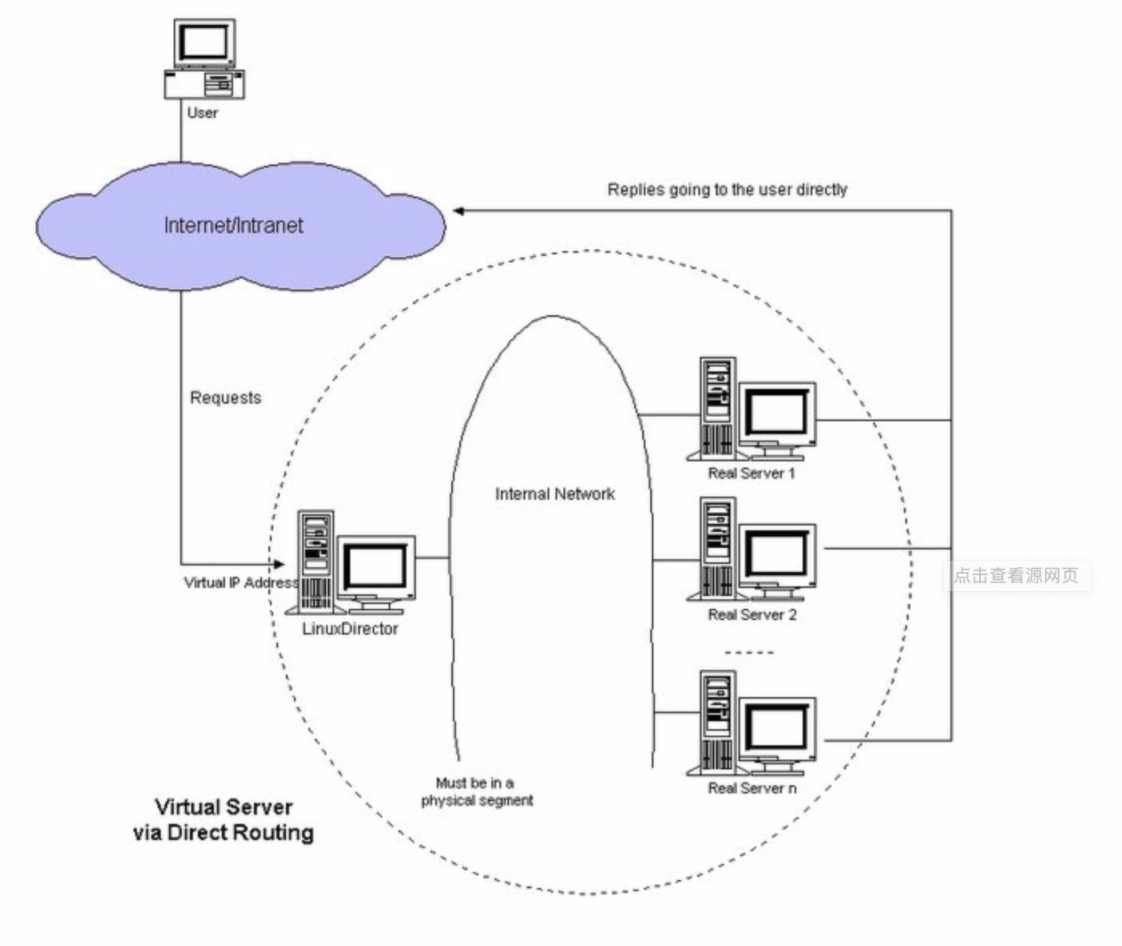 User
Replies going to the user directly
Internet/Intranet
Requests
Internal Network
Real Server 1
Virtual IP Address
点击查看源网页
LinuxDirector
Real Server 2
Must be in a
physical segment
Real Server n
Virtual Server
via Direct Routing